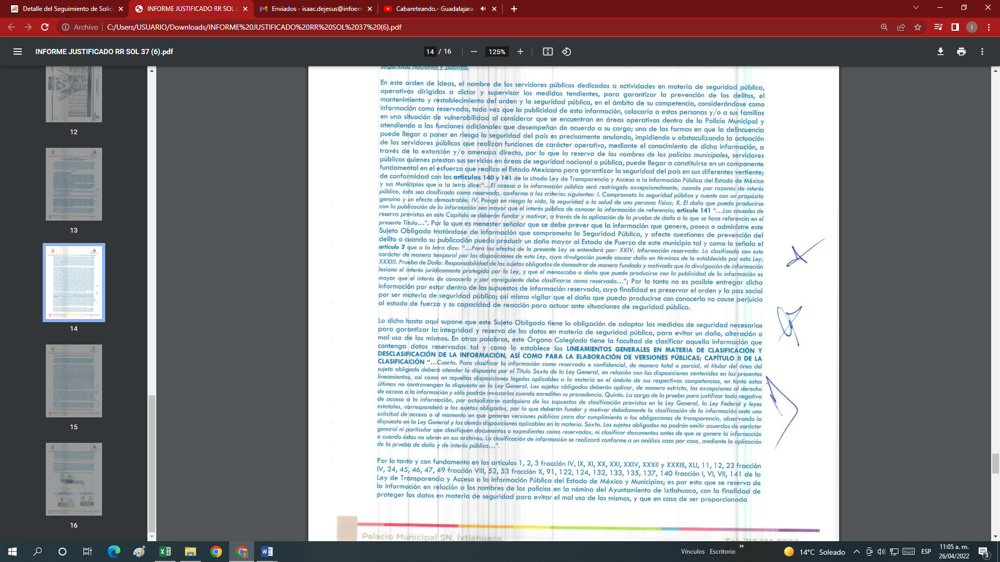 Detalle del Seguimiento de Solici
INFORME JUSTIFICADO RR SOL 3
Enviados - isaac.dejesus@infoem
Cabareteando.- Guadalajara
Archivo
C:/Users/USUARIO/Downloads/INFORME%20JUSTIFICADO%20RR%20SOL%2037%20(6).pdf
INFORME JUSTIFICADO RR SOL 37 (6).pdf
14 / 16
125%
12
13
14
15
16
seguridad nacional y pública.
En este orden de ideas, el nombre de los servidores públicos dedicados a actividades en materia de seguridad pública,
operativas dirigidas a dictar y supervisar las medidas tendientes, para garantizar la prevención de los delitos, el
mantenimiento y restablecimiento del orden y la seguridad pública, en el ámbito de su competencia, considerándose como
información como reservada, toda vez que la publicidad de esta información, colocaría a estas personas y/o a sus familias
en una situación de vulnerabilidad al considerar que se encuentran en áreas operativas dentro de la Policía Municipal y
atendiendo a las funciones adicionales que desempeñan de acuerdo a su cargo; una de las formas en que la delincuencia
puede llegar a poner en riesgo la seguridad del país es precisamente anulando, impidiendo u obstaculizando la actuación
de los servidores públicos que realizan funciones de carácter operativo, mediante el conocimiento de dicha información, a
través de la extorción y/o amenaza directa, por lo que la reserva de los nombres de los policías municipales, servidores
públicos quienes prestan sus servicios en áreas de seguridad nacional o pública, puede llegar a constituirse en un componente
fundamental en el esfuerzo que realiza el Estado Mexicano para garantizar la seguridad del país en sus diferentes vertiente;
de conformidad con los artículos 140 y 141 de la citada Ley de Transparencia y Acceso a la Información Pública del Estado de México
y sus Municipios que a la letra dice:“...El acceso a la información pública será restringido excepcionalmente, cuando por razones de interés
público, ésta sea clasificada como reservada, conforme a los criterios siguientes: I. Comprometa la seguridad pública y cuente con un propósito
genuino y un efecto demostrable; IV. Ponga en riesgo la vida, la seguridad o la salud de una persona física; X. El daño que pueda producirse
con la publicación de la información sea mayor que el interés público de conocer la información de referencia; artículo 141 “...Las causales de
reserva previstas en este Capítulo se deberán fundar y motivar, a través de la aplicación de la prueba de daño a la que se hace referencia en el
presente Título...”. Por lo que es menester señalar que se debe prever que la información que genere, posea o administre este
Sujeto Obligado tratándose de información que comprometa la Seguridad Pública, y afecte cuestiones de prevención del
delito o cuando su publicación pueda producir un daño mayor al Estado de Fuerza de este municipio tal y como lo señala el
artículo 3 que a la letra dice: “...Para los efectos de la presente Ley se entenderá por: XXIV. Información reservada: La clasificada con este
carácter de manera temporal por las disposiciones de esta Ley, cuya divulgación puede causar daño en términos de lo establecido por esta Ley;
XXXIII. Prueba de Daño: Responsabilidad de los sujetos obligados de demostrar de manera fundada y motivada que la divulgación de información
lesiona el interés jurídicamente protegido por la Ley, y que el menoscabo o daño que puede producirse con la publicidad de la información es
mayor que el interés de conocerla y por consiguiente debe clasificarse como reservada...”; Por lo tanto no es posible entregar dicha
información por estar dentro de los supuestos de información reservada, cuya finalidad es preservar el orden y la paz social
por ser materia de seguridad pública; así mismo vigilar que el daño que pueda producirse con conocerla no cause perjuicio
al estado de fuerza y su capacidad de reacción para actuar ante situaciones de seguridad pública.
Lo dicho hasta aquí supone que este Sujeto Obligado tiene la obligación de adoptar las medidas de seguridad necesarias
para garantizar la integridad y reserva de los datos en materia de seguridad pública, para evitar un daño, alteración o
mal uso de los mismos. En otras palabras, este Órgano Colegiado tiene la facultad de clasificar aquella información que
contenga datos reservados tal y como lo establece los LINEAMIENTOS GENERALES EN MATERIA DE CLASIFICACIÓN Y
DESCLASIFICACIÓN DE LA INFORMACIÓN, ASÍ COMO PARA LA ELABORACIÓN DE VERSIONES PÚBLICAS; CAPÍTULO II DE LA
CLASIFICACIÓN “...Cuarto. Para clasificar la información como reservada o confidencial, de manera total o parcial, el titular del área del
sujeto obligado deberá atender lo dispuesto por el Título Sexto de la Ley General, en relación con las disposiciones contenidas en los presentes
lineamientos, así como en aquellas disposiciones legales aplicables a la materia en el ámbito de sus respectivas competencias, en tanto estas
últimas no contravengan lo dispuesto en la Ley General. Los sujetos obligados deberán aplicar, de manera estricta, las excepciones al derecho
de acceso a la información y sólo podrán invocarlas cuando acrediten su procedencia. Quinto. La carga de la prueba para justificar toda negativa
de acceso a la información, por actualizarse cualquiera de los supuestos de clasificación previstos en la Ley General, la Ley Federal y leyes
estatales, corresponderá a los sujetos obligados, por lo que deberán fundar y motivar debidamente la clasificación de la información ante una
solicitud de acceso o al momento en que generen versiones públicas para dar cumplimiento a las obligaciones de transparencia, observando lo
dispuesto en la Ley General y las demás disposiciones aplicables en la materia. Sexto. Los sujetos obligados no podrán emitir acuerdos de carácter
general ni particular que clasifiquen documentos o expedientes como reservados, ni clasificar documentos antes de que se genere la información
o cuando éstos no obren en sus archivos. La clasificación de información se realizará conforme a un análisis caso por caso, mediante la aplicación
de la prueba de daño y de interés público...”.
Por lo tanto y con fundamento en los artículos 1, 2, 3 fracción IV, IX, XI, XX, XXI, XXIV, XXXII y XXXIII, XLI, 11, 12, 23 fracción
IV, 24, 45, 46, 47, 49 fracción VIII, 52, 53 fracción X, 91, 122, 124, 132, 133, 135, 137, 140 fracción I, VI, VII, 141 de la
Ley de Transparencia y Acceso a la Información Pública del Estado de México y Municipios; es por esto que se reserva de
la información en relación a los nombres de los policías en la nómina del Ayuntamiento de Ixtlahuaca, con la finalidad de
proteger los datos en materia de seguridad para evitar el mal uso de los mismos, y que en caso de ser proporcionada
Palacio Municipal SN, Ixtlahuaca
Vínculos Escritorio
14°C Soleado
ESP
11:05 a. m.
26/04/2022
3